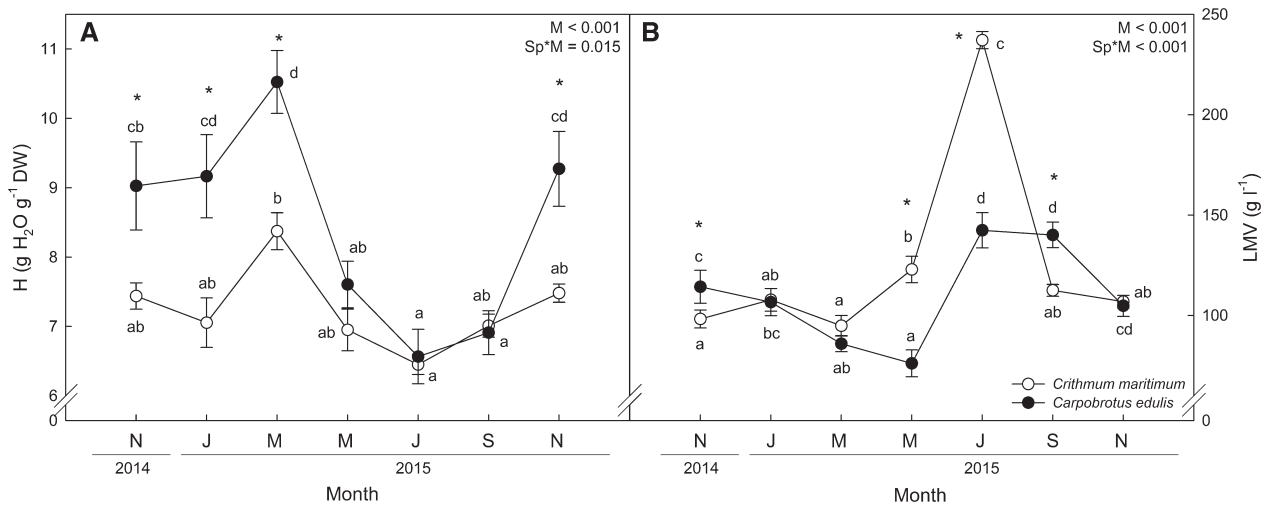 A
M < 0.001
Sp*M = 0.015
B
M < 0.001
Sp*M < 0.001
H (g H2O g-1 DW)
11
10
9
8
7
6
0
*
cb
*
cd
*
d
*
cd
ab
ab
b
ab
ab
a
a
ab
a
ab
N
J
M
M
J
S
N
2014
2015
Month
250
200
150
100
0
LMV (g l-1)
*
c
a
ab
bc
a
ab
*
b
a
*
c
d
*
d
ab
ab
cd
Crithmum maritimum
Carpobrotus edulis
N
J
M
M
J
S
N
2014
2015
Month